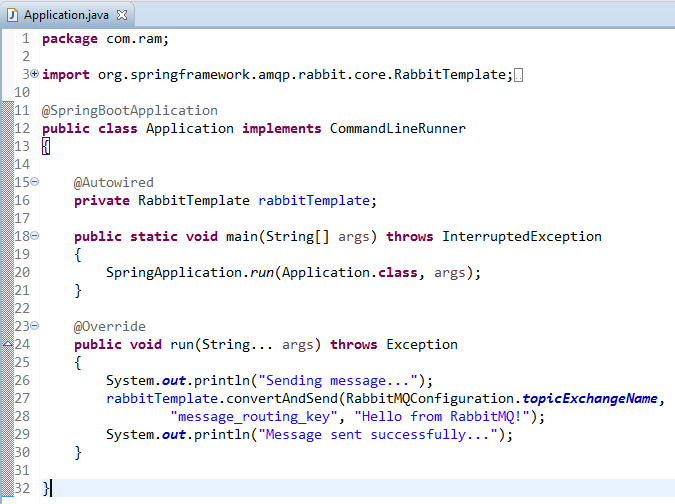 Application.java
1 package com.ram;
2
3 import org.springframework.amqp.rabbit.core.RabbitTemplate;
10
11 @SpringBootApplication
12 public class Application implements CommandLineRunner
13 {
14
15     @Autowired
16     private RabbitTemplate rabbitTemplate;
17
18     public static void main(String[] args) throws InterruptedException
19     {
20         SpringApplication.run(Application.class, args);
21     }
22
23     @Override
24     public void run(String... args) throws Exception
25     {
26         System.out.println("Sending message...");
27         rabbitTemplate.convertAndSend(RabbitMQConfiguration.topicExchangeName,
28                 "message_routing_key", "Hello from RabbitMQ!");
29         System.out.println("Message sent successfully...");
30     }
31
32 }